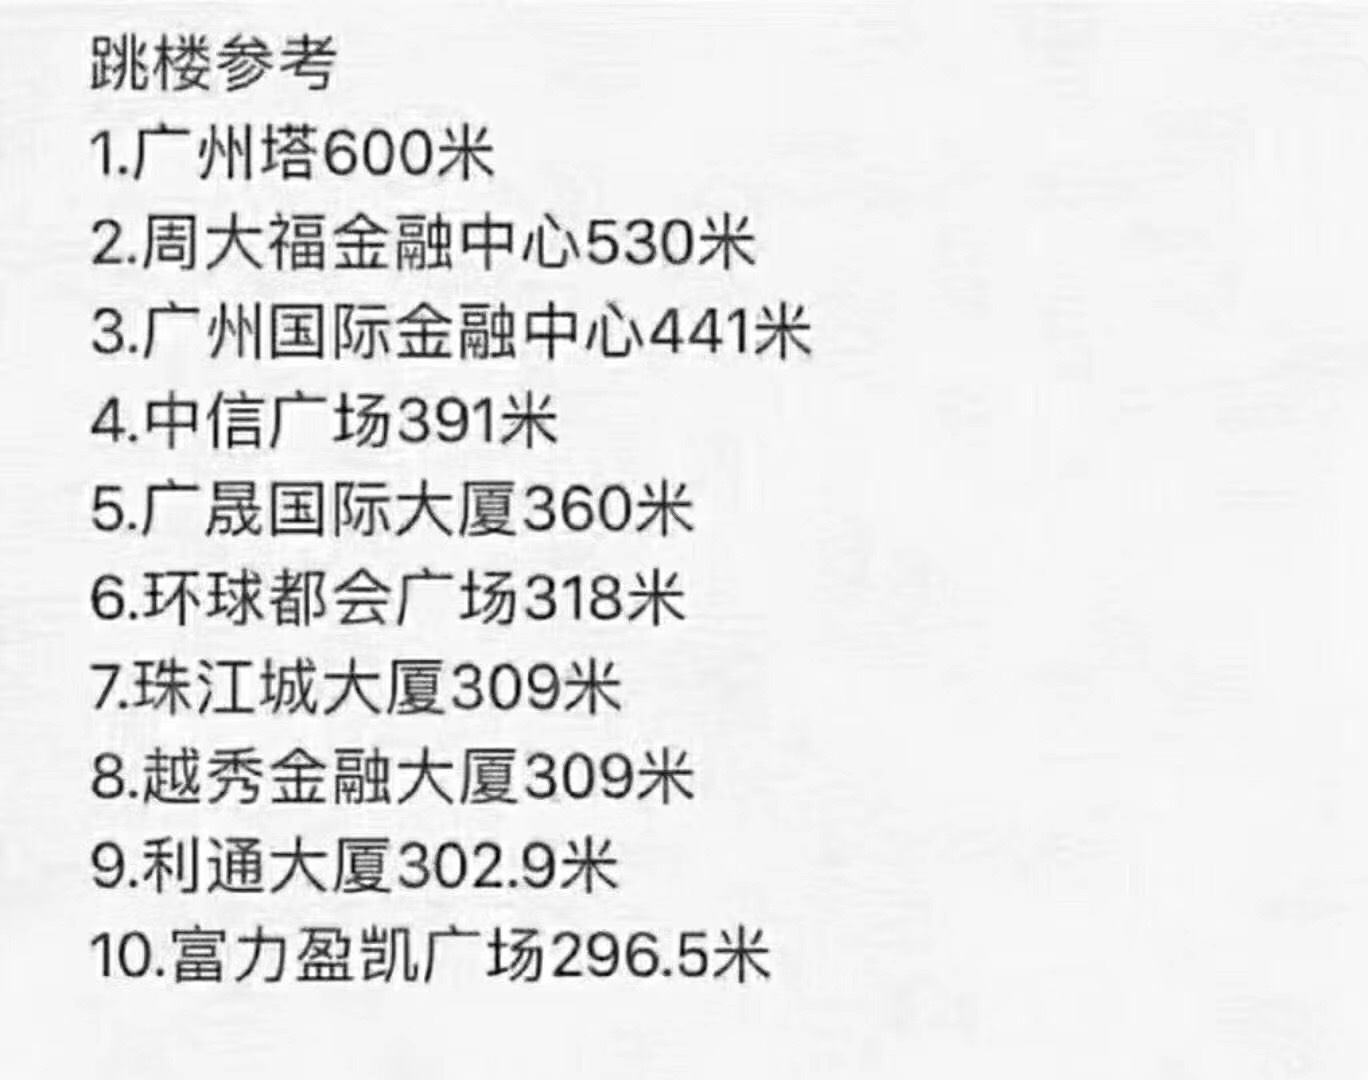 跳楼参考
1.广州塔600米
2.周大福金融中心530米
3.广州国际金融中心441米
4.中信广场391米
5.广晟国际大厦360米
6.环球都会广场318米
7.珠江城大厦309米
8.越秀金融大厦309米
9.利通大厦302.9米
10.富力盈凯广场296.5米